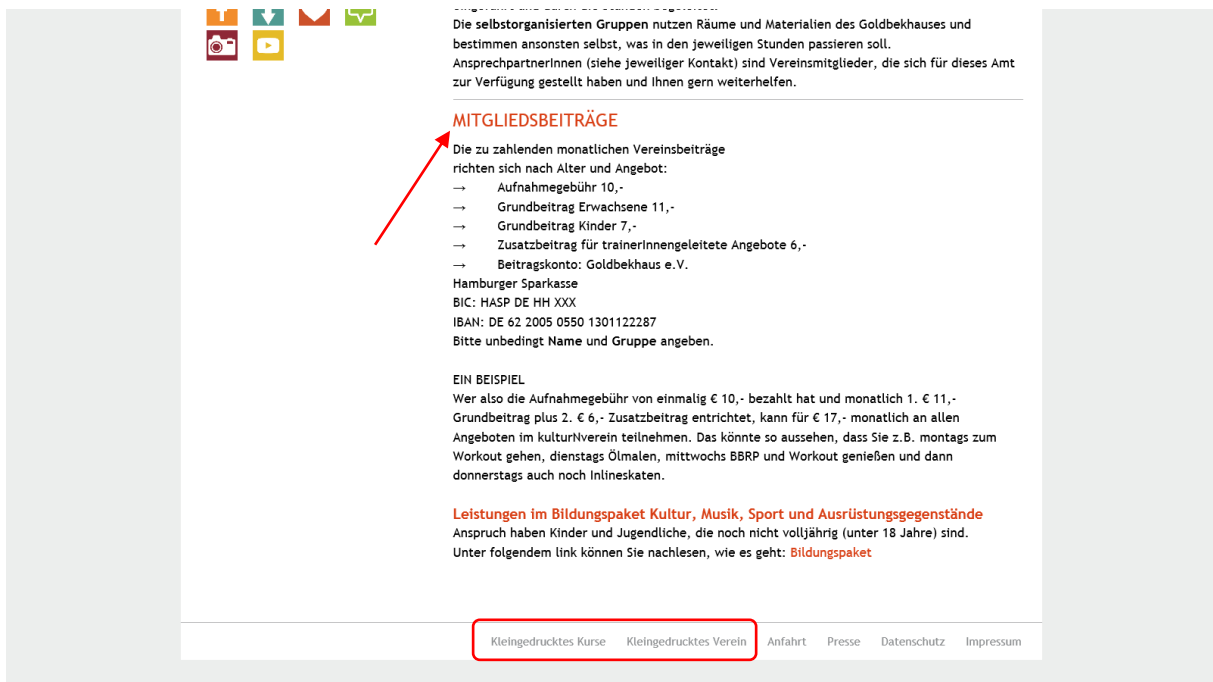 Die selbstorganisierten Gruppen nutzen Räume und Materialien des Goldbekhauses und
bestimmen ansonsten selbst, was in den jeweiligen Stunden passieren soll.
AnsprechpartnerInnen (siehe jeweiliger Kontakt) sind Vereinsmitglieder, die sich für dieses Amt
zur Verfügung gestellt haben und Ihnen gern weiterhelfen.
MITGLIEDSBEITRÄGE
Die zu zahlenden monatlichen Vereinsbeiträge
richten sich nach Alter und Angebot:
→ Aufnahmegebühr 10,-
→ Grundbeitrag Erwachsene 11,-
→ Grundbeitrag Kinder 7,-
→ Zusatzbeitrag für trainerInnengeleitete Angebote 6,-
→ Beitragskonto: Goldbekhaus e.V.
Hamburger Sparkasse
BIC: HASP DE HH XXX
IBAN: DE 62 2005 0550 1301122287
Bitte unbedingt Name und Gruppe angeben.
EIN BEISPIEL
Wer also die Aufnahmegebühr von einmalig € 10,- bezahlt hat und monatlich 1. € 11,-
Grundbeitrag plus 2. € 6,- Zusatzbeitrag entrichtet, kann für € 17,- monatlich an allen
Angeboten im kulturNverein teilnehmen. Das könnte so aussehen, dass Sie z.B. montags zum
Workout gehen, dienstags Ölmalen, mittwochs BBRP und Workout genießen und dann
donnerstags auch noch Inlineskaten.
Leistungen im Bildungspaket Kultur, Musik, Sport und Ausrüstungsgegenstände
Anspruch haben Kinder und Jugendliche, die noch nicht volljährig (unter 18 Jahre) sind.
Unter folgendem link können Sie nachlesen, wie es geht: Bildungspaket
Kleingedrucktes Kurse Kleingedrucktes Verein Anfahrt Presse Datenschutz Impressum